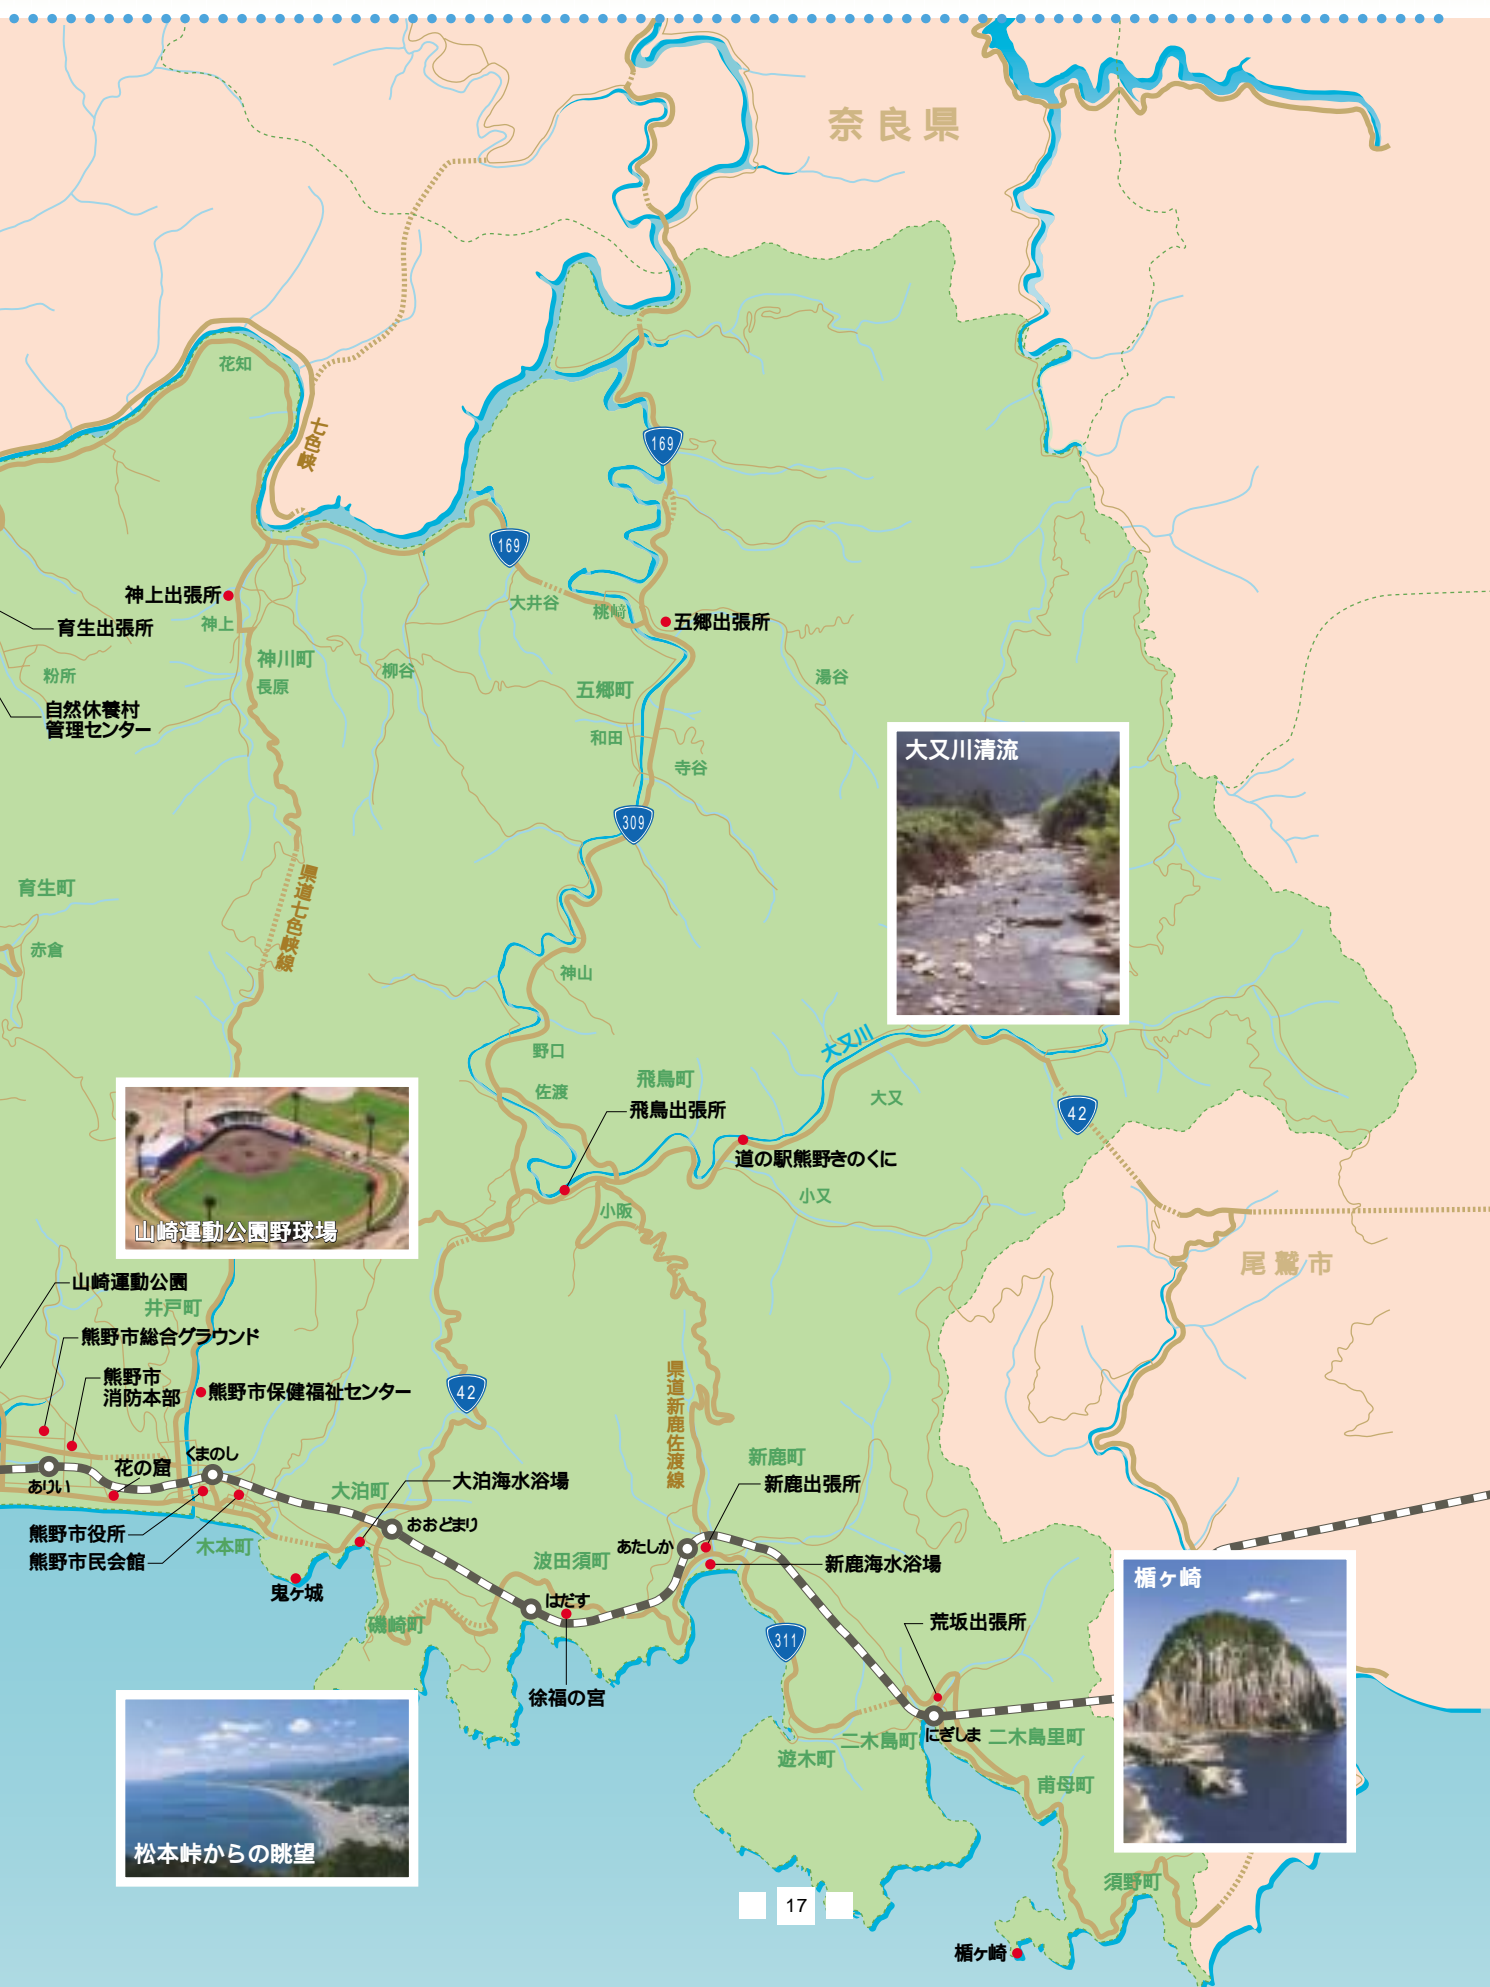 奈良県
花知
七色峡
169
169
神上出張所
神上
育生出張所
粉所
神川町
長原
柳谷
大井谷
桃崎
五郷出張所
五郷町
湯谷
自然休養村
管理センター
和田
寺谷
大又川清流
309
育生町
赤倉
県道七色峡線
神山
野口
佐渡
飛鳥町
飛鳥出張所
大又川
大又
42
道の駅熊野きのくに
小又
小阪
山崎運動公園野球場
尾鷲市
山崎運動公園
井戸町
熊野市総合グラウンド
熊野市
消防本部
熊野市保健福祉センター
42
県道新鹿佐渡線
くまのし
花の窟
ありい
大泊町
大泊海水浴場
新鹿町
新鹿出張所
熊野市役所
熊野市民会館
木本町
おおどまり
あたしか
波田須町
新鹿海水浴場
楯ヶ崎
鬼ヶ城
はだす
磯崎町
311
荒坂出張所
徐福の宮
二木島町
にぎしま
二木島里町
遊木町
甫母町
松本峠からの眺望
須野町
17
楯ヶ崎